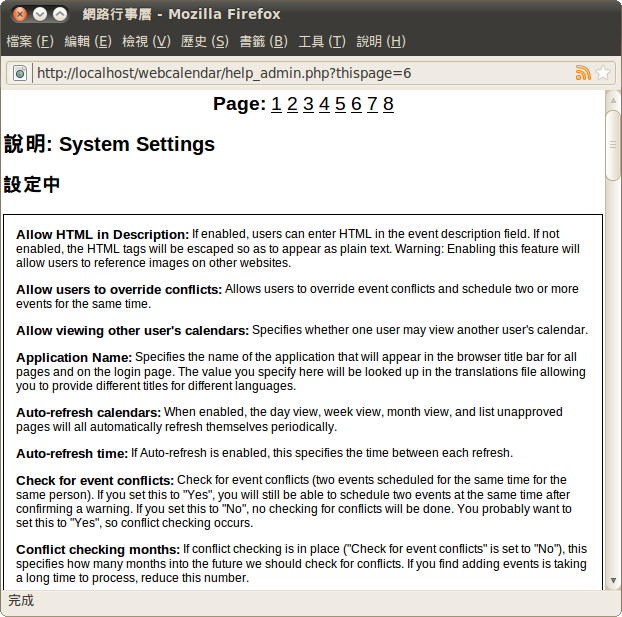 網路行事曆 - Mozilla Firefox
檔案 (F) 編輯 (E) 檢視 (V) 歷史 (S) 書籤 (B) 工具 (T) 說明 (H)
http://localhost/webcalendar/help_admin.php?thispage=6
Page: 1 2 3 4 5 6 7 8
說明: System Settings
設定中
Allow HTML in Description: If enabled, users can enter HTML in the event description field. If not
enabled, the HTML tags will be escaped so as to appear as plain text. Warning: Enabling this feature will
allow users to reference images on other websites.
Allow users to override conflicts: Allows users to override event conflicts and schedule two or more
events for the same time.
Allow viewing other user's calendars: Specifies whether one user may view another user's calendar.
Application Name: Specifies the name of the application that will appear in the browser title bar for all
pages and on the login page. The value you specify here will be looked up in the translations file allowing
you to provide different titles for different languages.
Auto-refresh calendars: When enabled, the day view, week view, month view, and list unapproved
pages will all automatically refresh themselves periodically.
Auto-refresh time: If Auto-refresh is enabled, this specifies the time between each refresh.
Check for event conflicts: Check for event conflicts (two events scheduled for the same time for the
same person). If you set this to "Yes", you will still be able to schedule two events at the same time after
confirming a warning. If you set this to "No", no checking for conflicts will be done. You probably want to
set this to "Yes", so conflict checking occurs.
Conflict checking months: If conflict checking is in place ("Check for event conflicts" is set to "No"), this
specifies how many months into the future we should check for conflicts. If you find adding events is taking
a long time to process, reduce this number.
完成